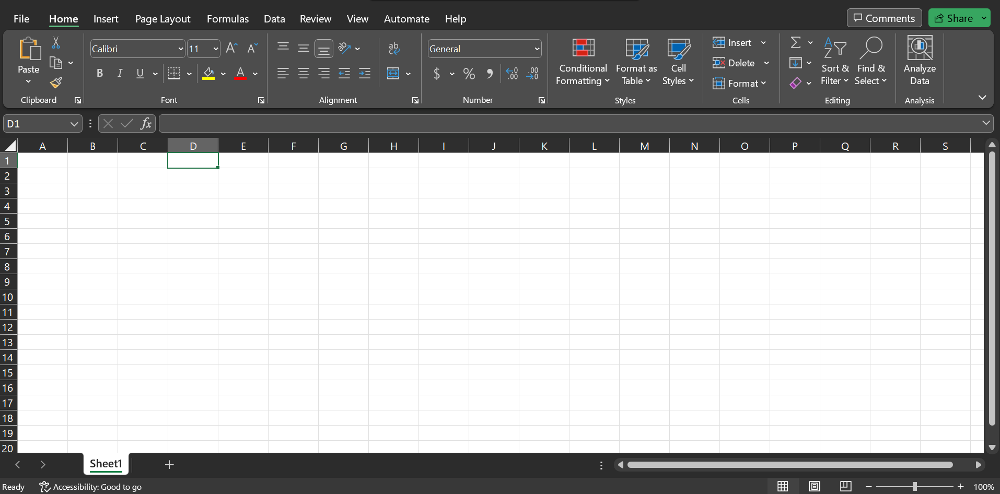 File Home Insert Page Layout Formulas Data Review View Automate Help Comments Share
Paste
Clipboard
Calibri 11
B I U A
Font
ab
Alignment
General
$ % .00 .00
Number
Conditional Formatting
Format as Table
Cell Styles
Styles
Insert
Delete
Format
Cells
Sort & Filter
Find & Select
Editing
Analyze Data
Analysis
D1 fx
A B C D E F G H I J K L M N O P Q R S
1
2
3
4
5
6
7
8
9
10
11
12
13
14
15
16
17
18
19
20
Sheet1
Ready Accessibility: Good to go 100%